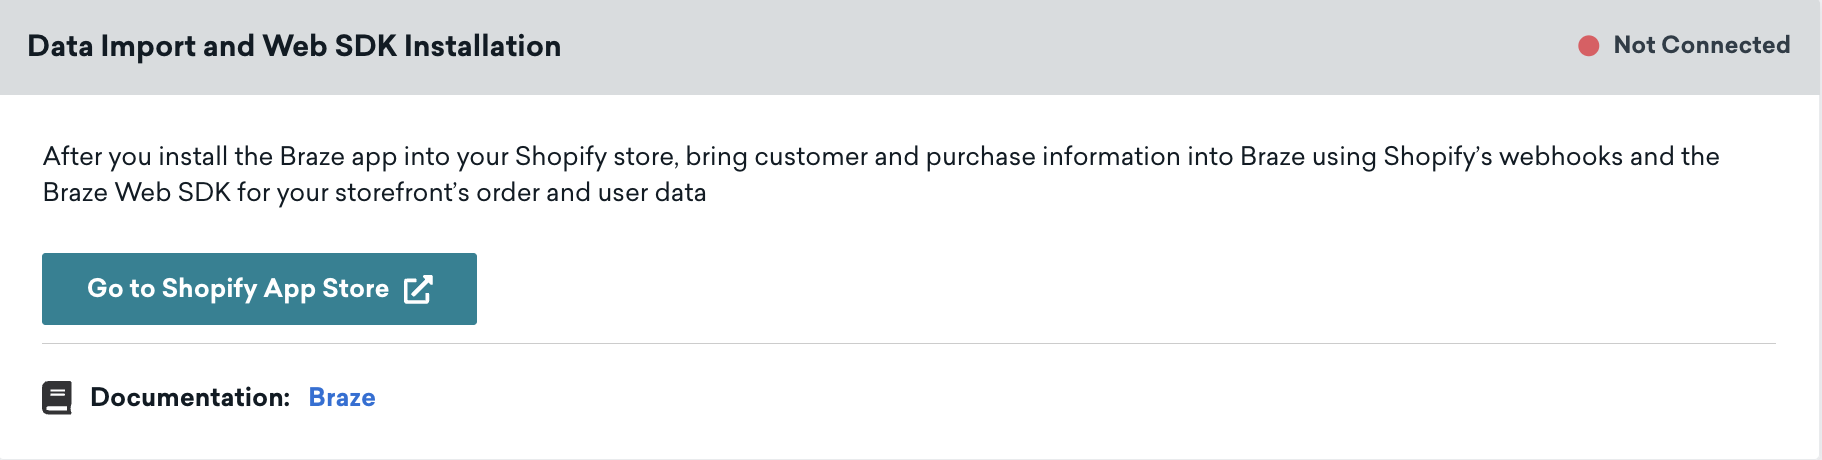 Data Import and Web SDK Installation
Not Connected
After you install the Braze app into your Shopify store, bring customer and purchase information into Braze using Shopify’s webhooks and the
Braze Web SDK for your storefront’s order and user data
Go to Shopify App Store
Documentation: Braze